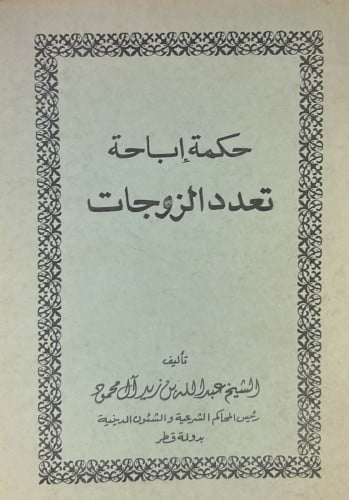 حكمة إباحة
تعدد الزوجات
تأليف
الشيخ عبدالله بن زيد آل محمود
رئيس المحاكم الشرعية والشئون الدينية
بدولة قطر